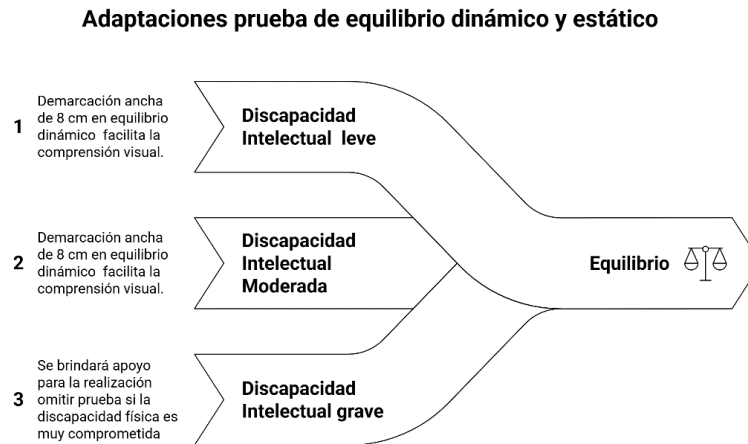 Adaptaciones prueba de equilibrio dinámico y estático
1
Demarcación ancha
de 8 cm en equilibrio
dinámico facilita la
comprensión visual.
Discapacidad
Intelectual leve
2
Demarcación ancha
de 8 cm en equilibrio
dinámico facilita la
comprensión visual.
Discapacidad
Intelectual
Moderada
Equilibrio
3
Se brindará apoyo
para la realización
omitir prueba si la
discapacidad física es
muy comprometida
Discapacidad
Intelectual grave